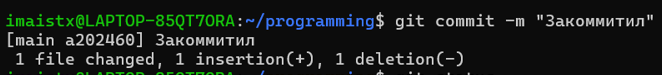 imaistx@LAPTOP-85QT7ORA:~/programming$ git commit -m "Закоммитил"
[main a202460] Закоммитил
 1 file changed, 1 insertion(+), 1 deletion(-)